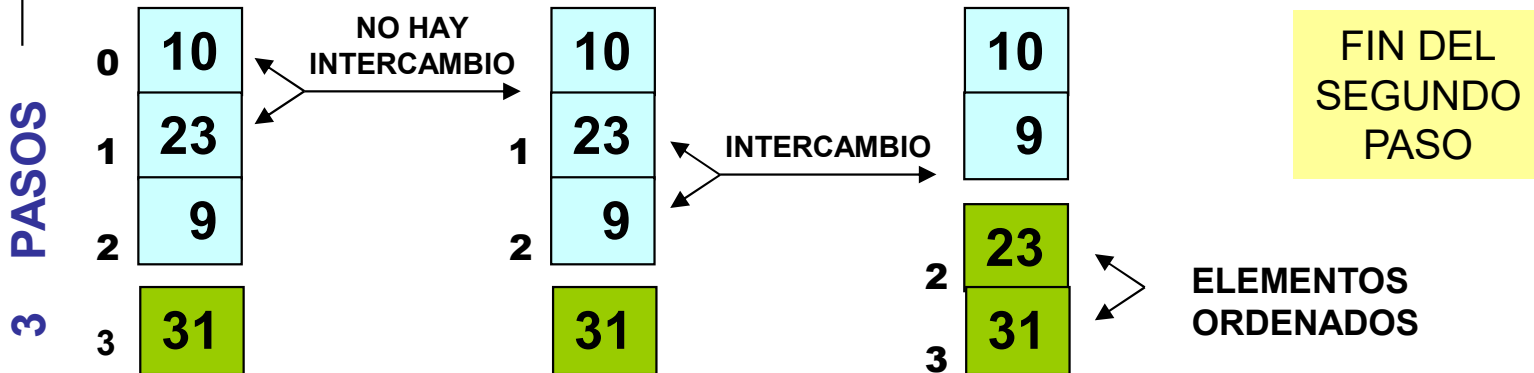 3 PASOS
0
10
1
23
2
9
3
31
NO HAY
INTERCAMBIO
10
1
23
2
9
31
INTERCAMBIO
10
9
2
23
3
31
FIN DEL
SEGUNDO
PASO
ELEMENTOS
ORDENADOS